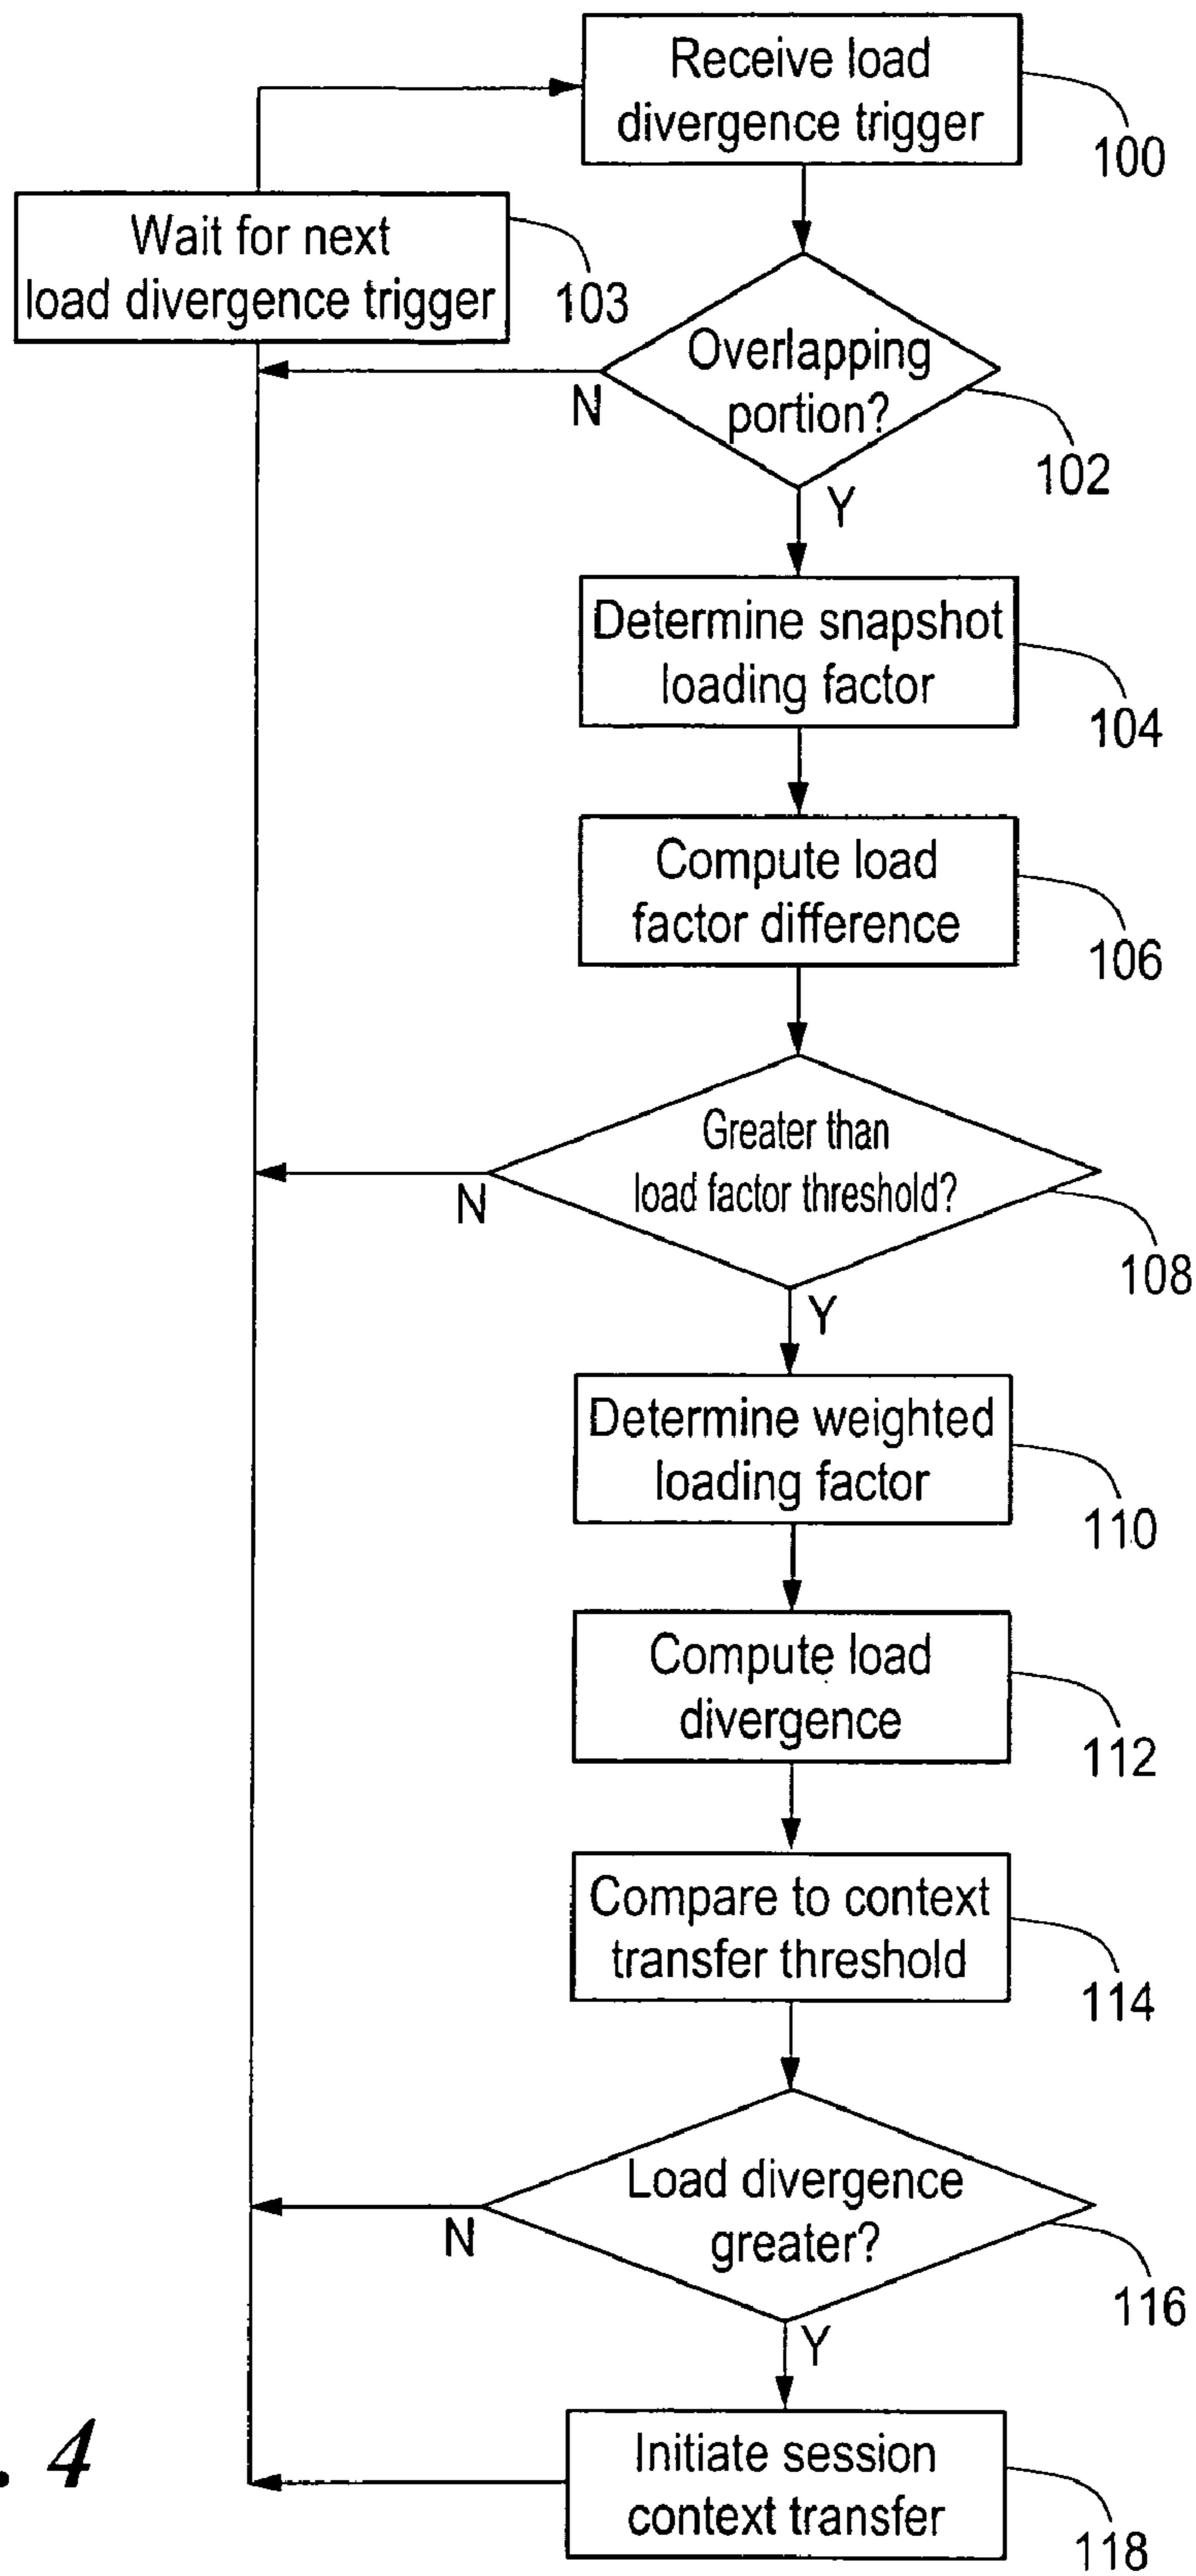 Receive load
divergence trigger
100
Wait for next
load divergence trigger
103
Overlapping
portion?
N
102
Y
Determine snapshot
loading factor
104
Compute load
factor difference
106
Greater than
load factor threshold?
N
108
Y
Determine weighted
loading factor
110
Compute load
divergence
112
Compare to context
transfer threshold
114
Load divergence
greater?
N
116
Y
Initiate session
context transfer
118
. 4